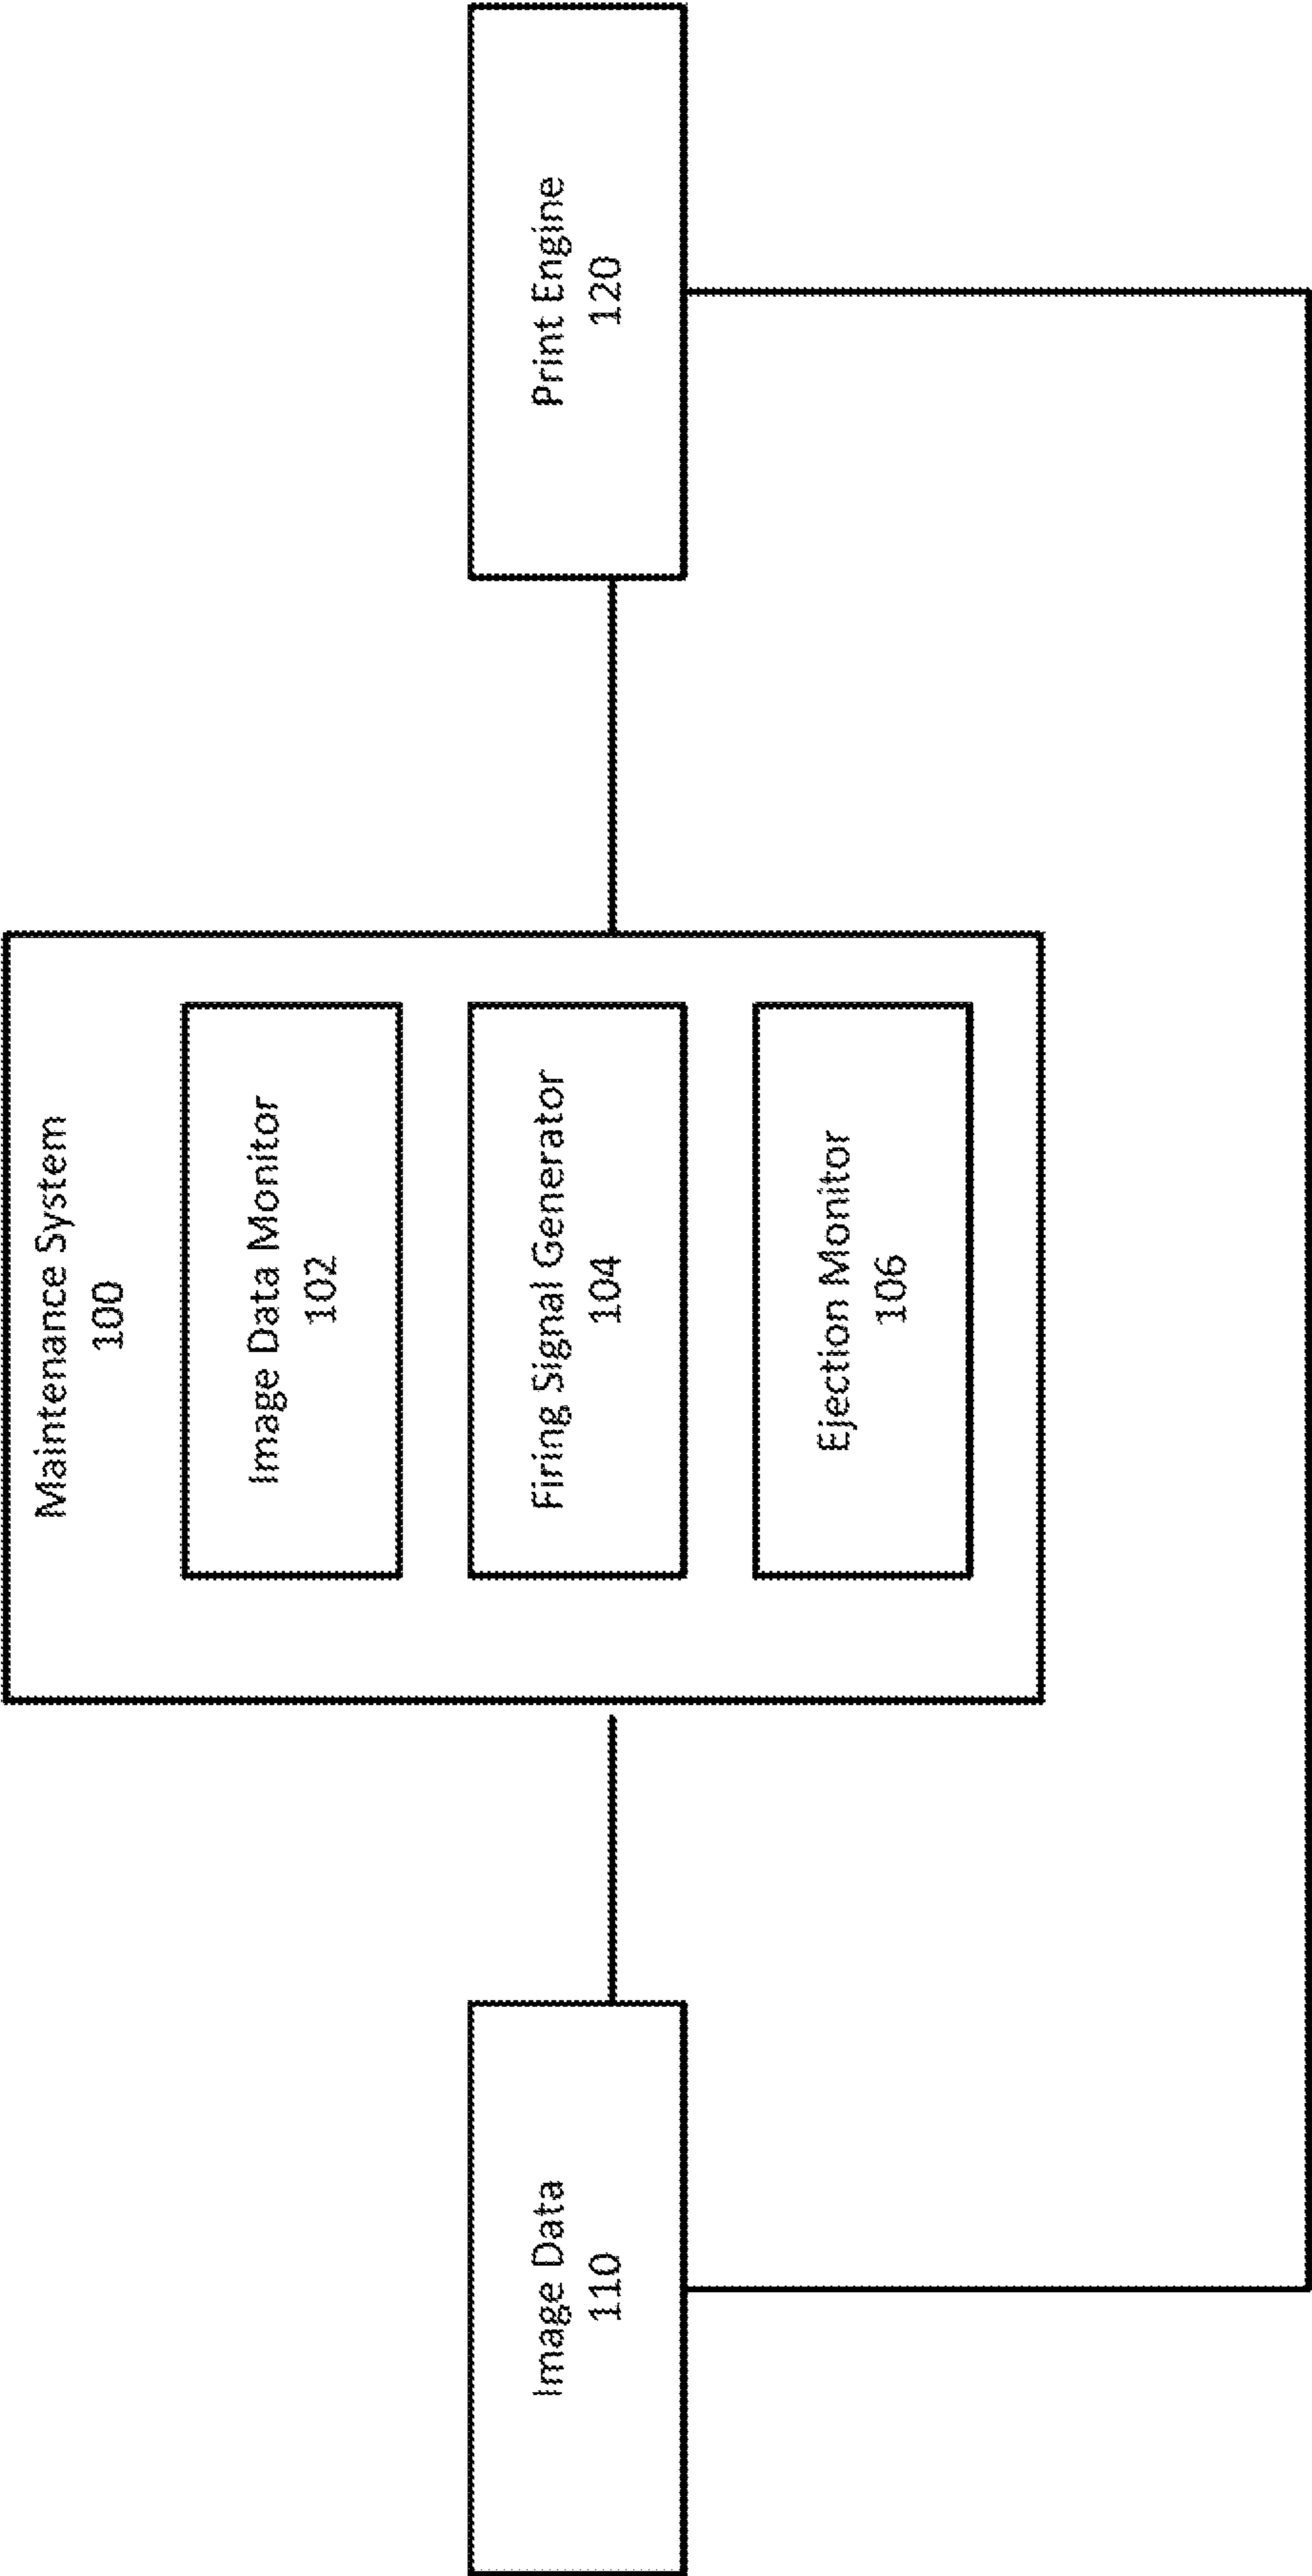 Maintenance System
100
Image Data Monitor
102
Firing Signal Generator
104
Ejection Monitor
106
Image Data
110
Print Engine
120